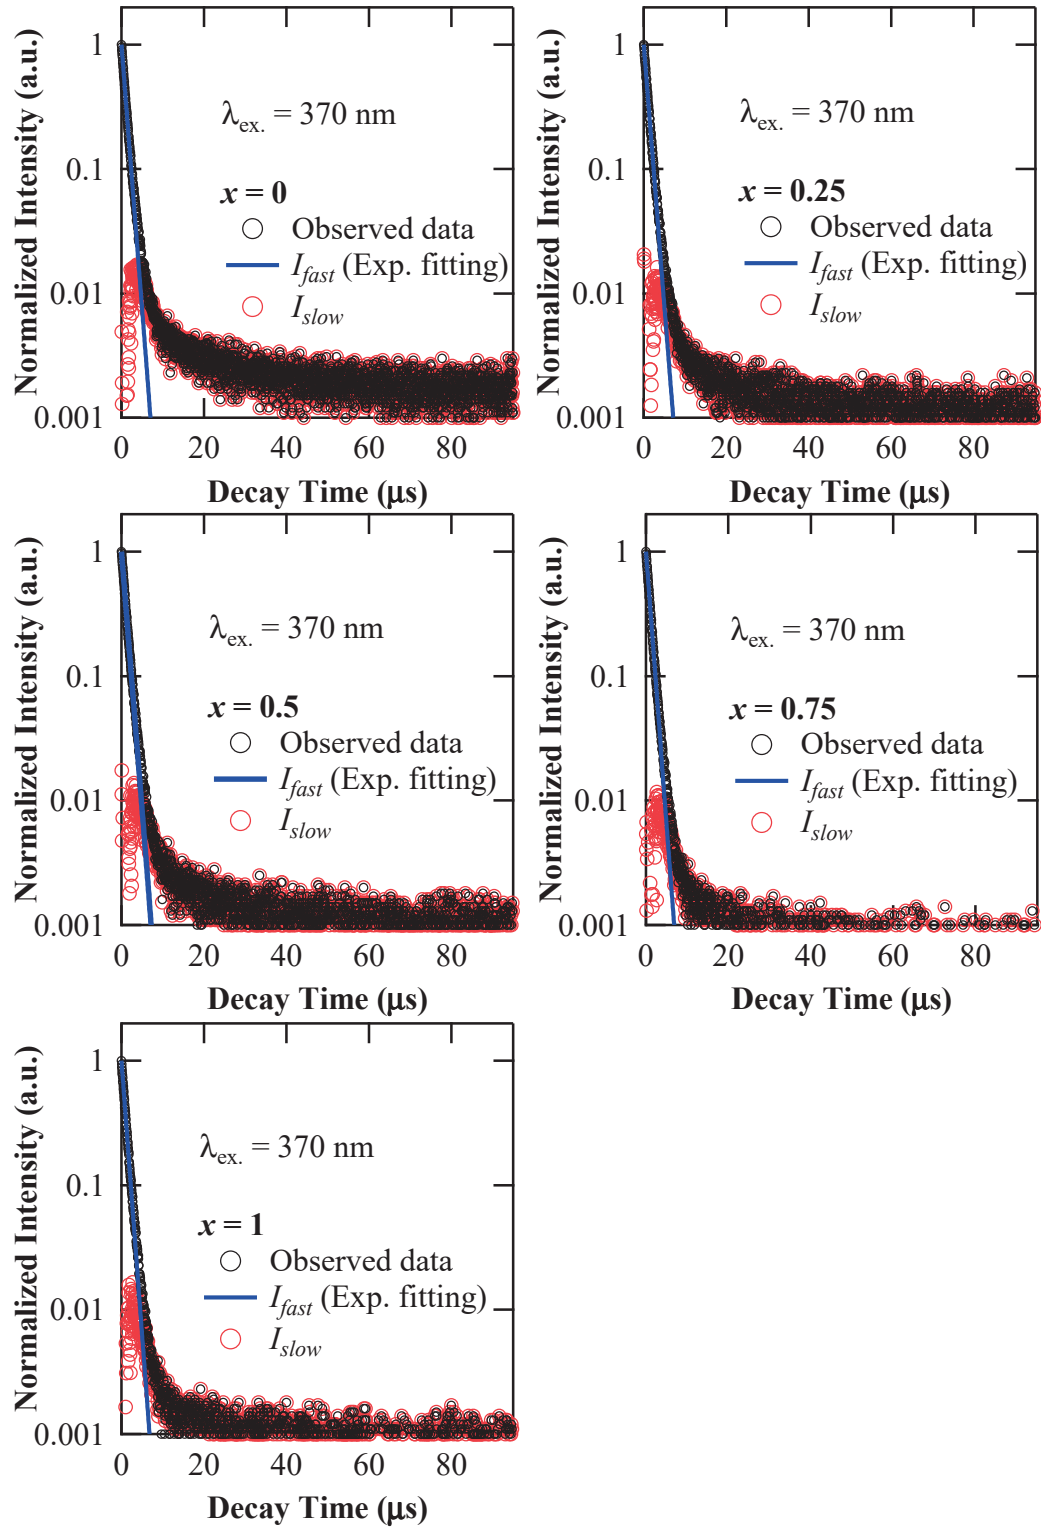 Normalized Intensity (a.u.)
1
0.1
0.01
0.001
λex. = 370 nm
x = 0
Observed data
Ifast (Exp. fitting)
Islow
0 20 40 60 80
Decay Time (μs)
Normalized Intensity (a.u.)
1
0.1
0.01
0.001
λex. = 370 nm
x = 0.25
Observed data
Ifast (Exp. fitting)
Islow
0 20 40 60 80
Decay Time (μs)
Normalized Intensity (a.u.)
1
0.1
0.01
0.001
λex. = 370 nm
x = 0.5
Observed data
Ifast (Exp. fitting)
Islow
0 20 40 60 80
Decay Time (μs)
Normalized Intensity (a.u.)
1
0.1
0.01
0.001
λex. = 370 nm
x = 0.75
Observed data
Ifast (Exp. fitting)
Islow
0 20 40 60 80
Decay Time (μs)
Normalized Intensity (a.u.)
1
0.1
0.01
0.001
λex. = 370 nm
x = 1
Observed data
Ifast (Exp. fitting)
Islow
0 20 40 60 80
Decay Time (μs)